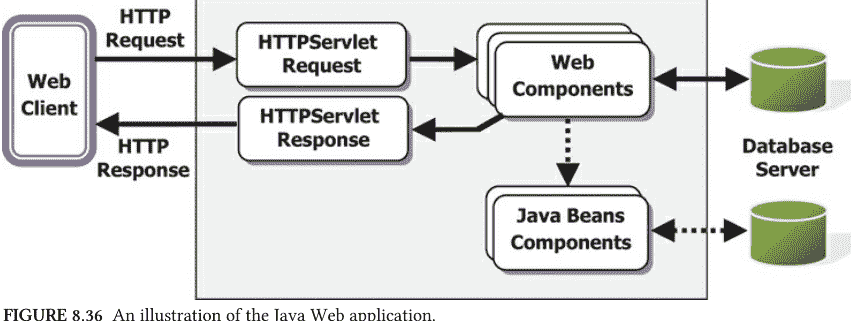 HTTP
Request
HTTPServlet
Request
Web
Components
Web
Client
HTTPServlet
Response
HTTP
Response
Database
Server
Java Beans
Components
FIGURE 8.36 An illustration of the Java Web application.